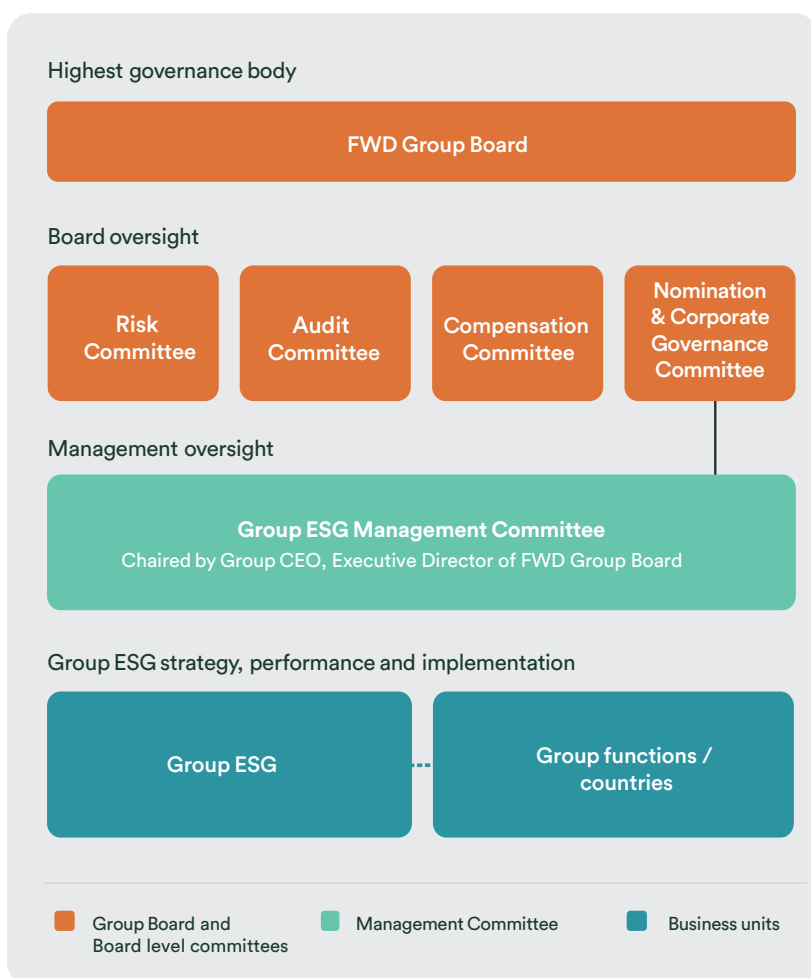 Highest governance body
FWD Group Board
Board oversight
Risk
Committee
Audit
Committee
Compensation
Committee
Nomination
& Corporate
Governance
Committee
Management oversight
Group ESG Management Committee
Chaired by Group CEO, Executive Director of FWD Group Board
Group ESG strategy, performance and implementation
Group ESG
Group functions /
countries
Group Board and
Board level committees
Management Committee
Business units